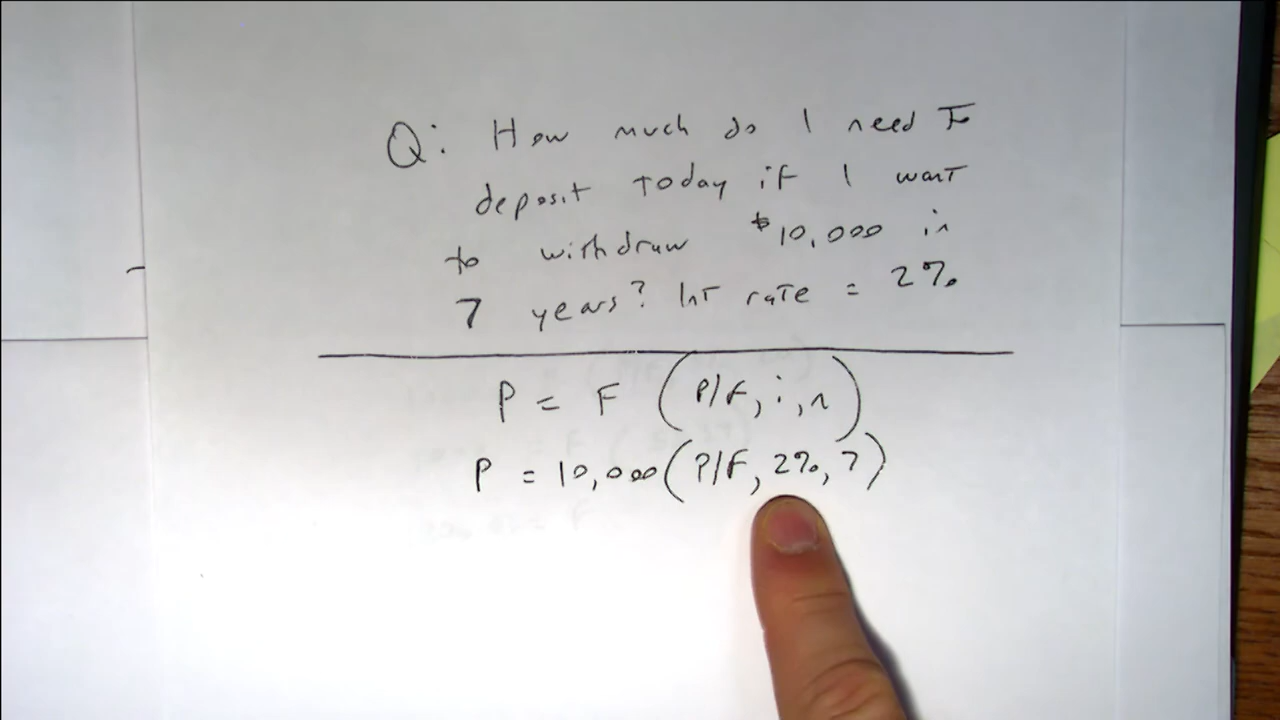 Q: How much do I need to
deposit today if I want
to withdraw $10,000 in
7 years? Int rate = 2%
P = F (P/F, i, n)
P = 10,000 (P/F, 2%, 7)